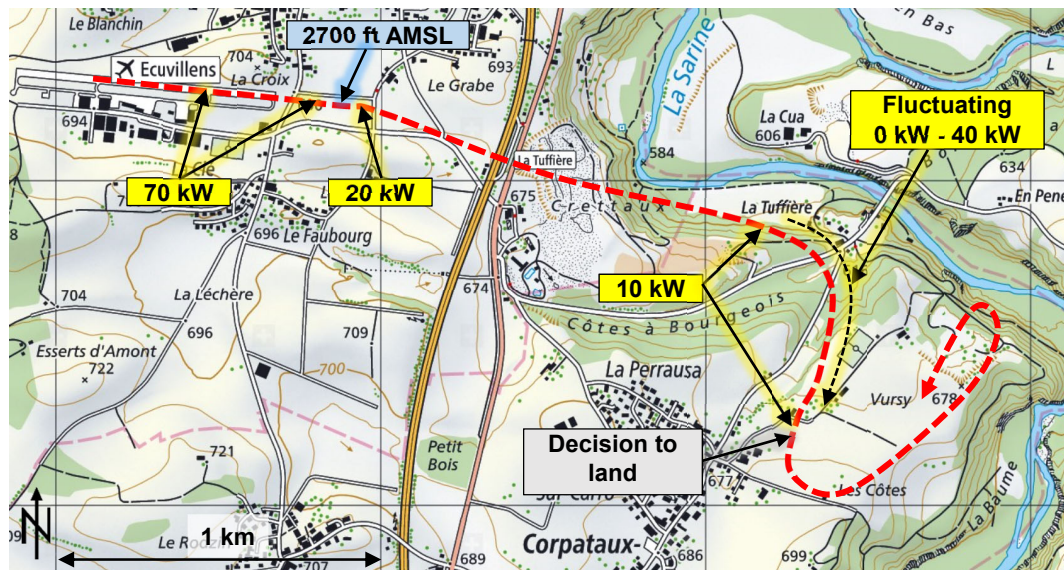 Le Blanchin
2700 ft AMSL
693
704
Ecuvillens
La Croix
Le Grabe
La Sarine
en Bas
694
La Cua
606
Fluctuating
0 kW - 40 kW
584
634
70 kW
20 kW
La Tuffière
Crettaux
La Tuffière
En Pene
675
696
Le Faubourg
674
10 kW
Côtes à Bourgeois
La Léchère
704
696
709
Esserts d'Amont
722
700
La Perrausa
Vursy
678
Petit
Bois
Decision to
land
721
677
Les Côtes
La Baume
N
1 km
Corpataux-
686
689
699
707